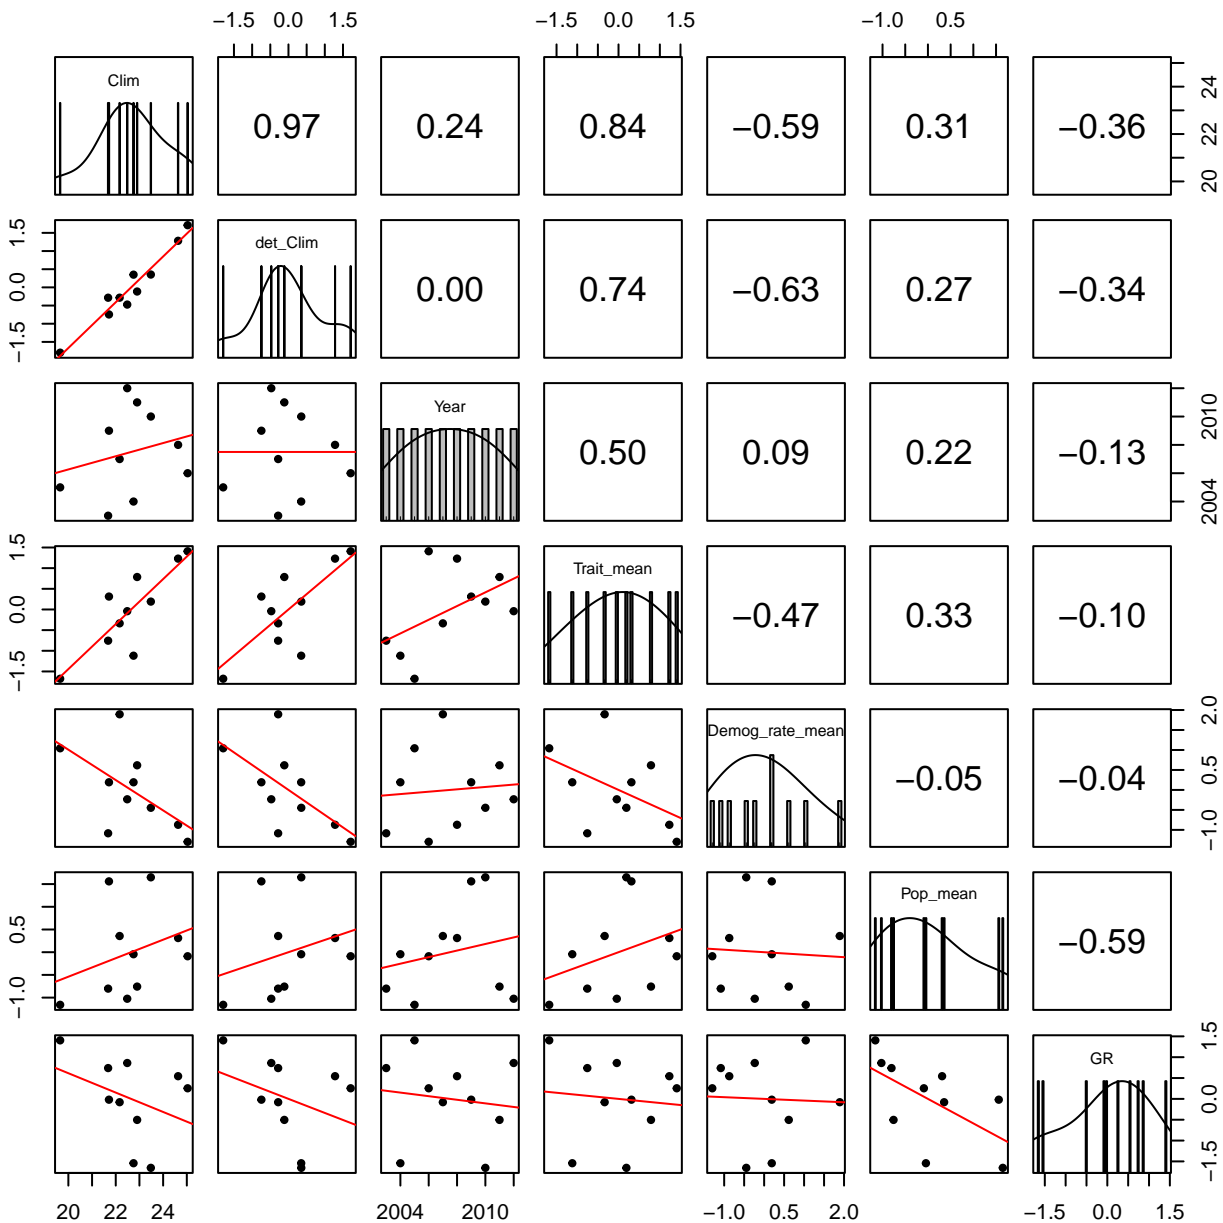 −1.5 0.0 1.5 −1.5 0.0 1.5 −1.0 0.5
Clim 0.97 0.24 0.84 −0.59 0.31 −0.36 20 22 24
−1.5 0.0 1.5 det_Clim 0.00 0.74 −0.63 0.27 −0.34
Year 0.50 0.09 0.22 −0.13 2004 2010
−1.5 0.0 1.5 Trait_mean −0.47 0.33 −0.10
Demog_rate_mean −0.05 −0.04 −1.0 0.5 2.0
−1.0 0.5 Pop_mean −0.59
GR −1.5 0.0 1.5
20 22 24 2004 2010 −1.0 0.5 2.0 −1.5 0.0 1.5